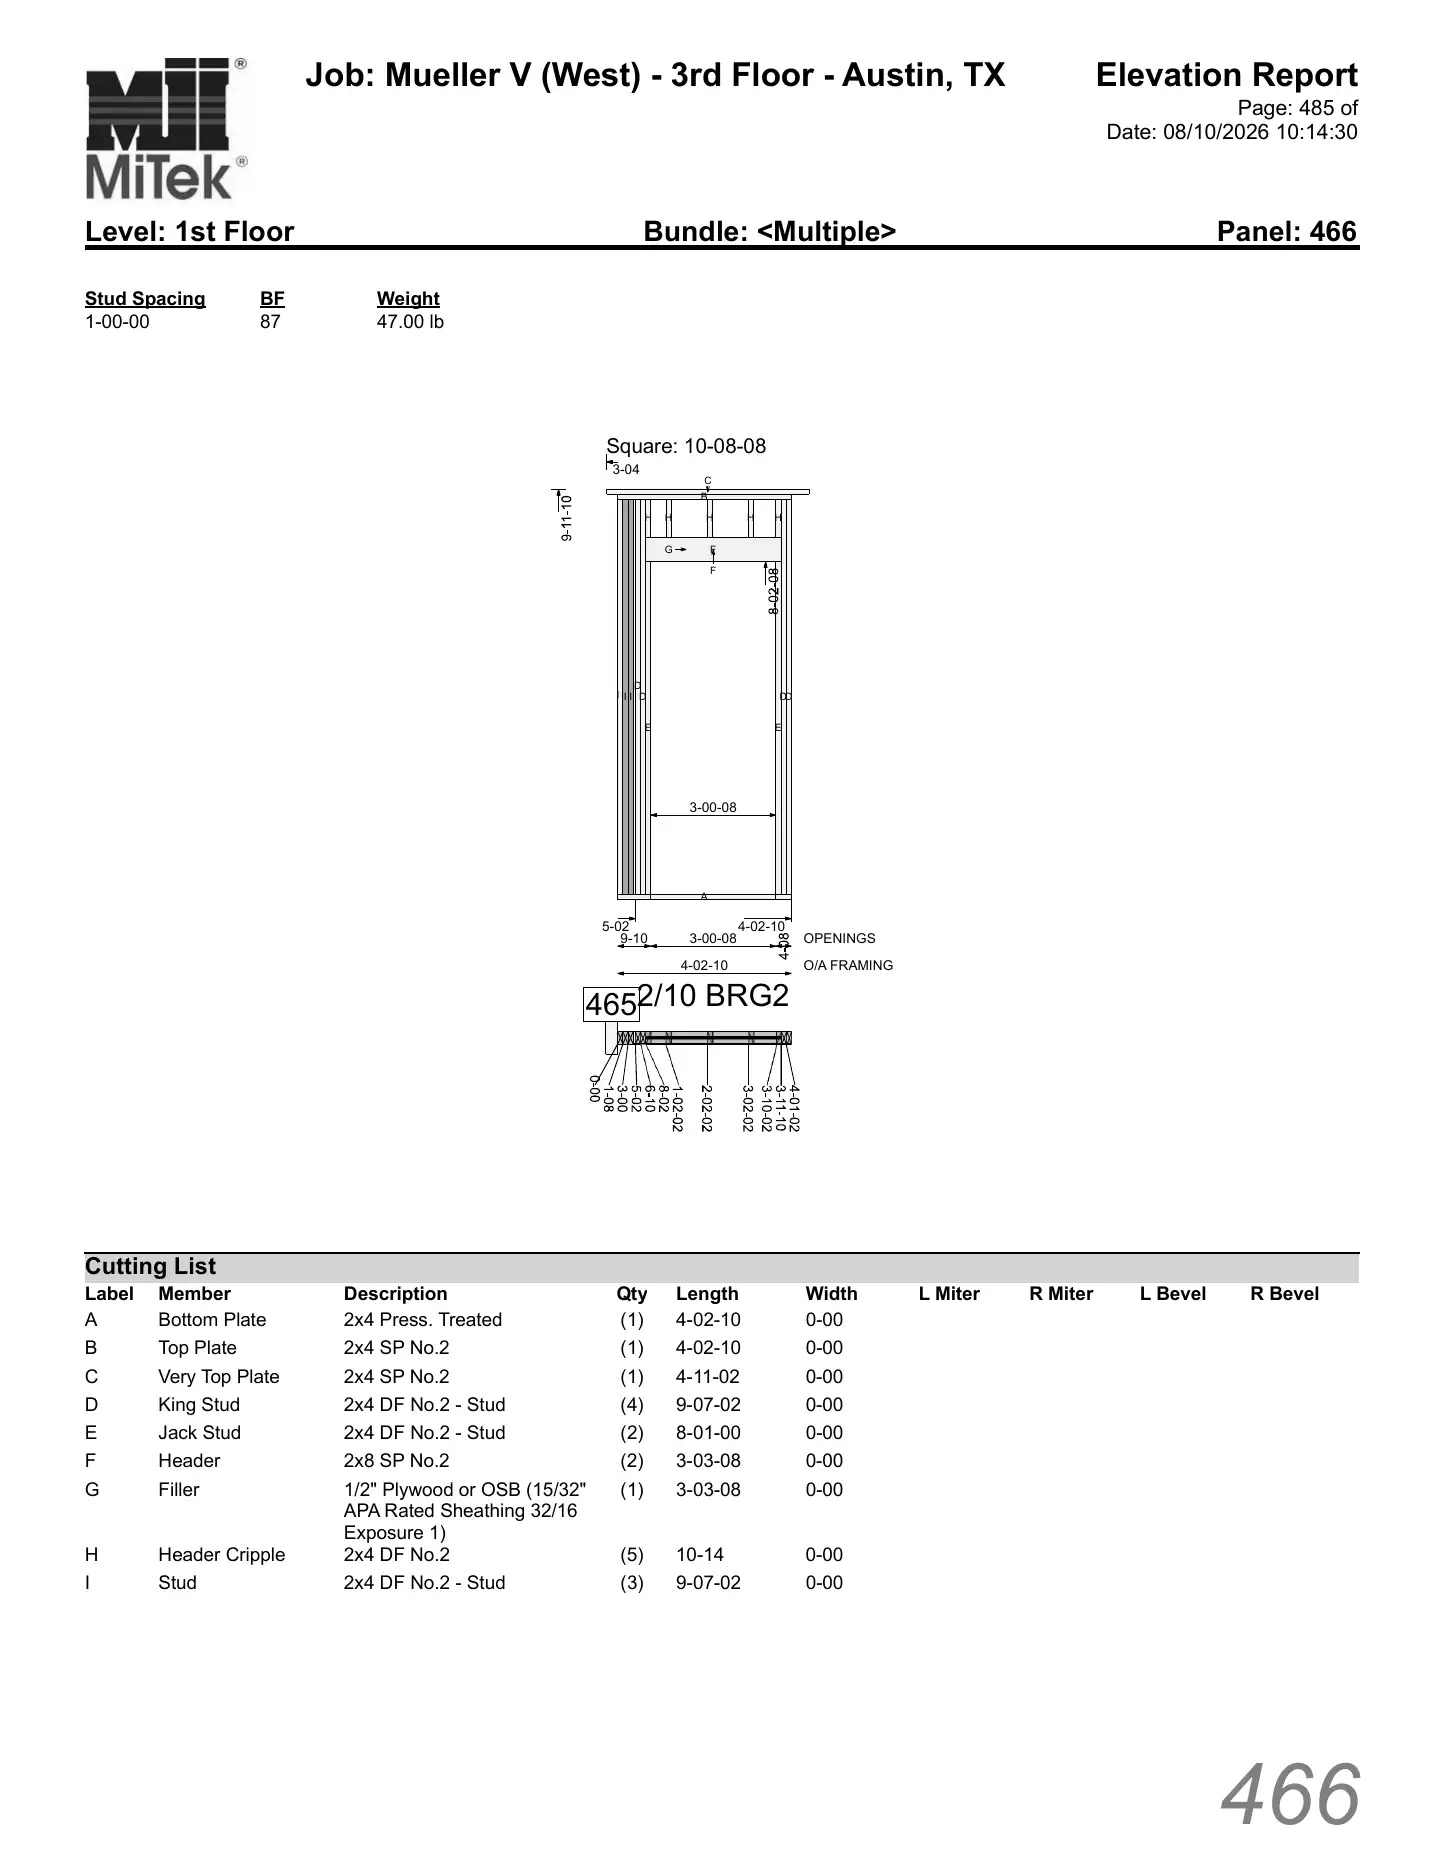 Job: Mueller V (West) - 3rd Floor - Austin, TX
Elevation Report
Page: 485 of
Date: 08/10/2026 10:14:30
® MiTek ®
Level: 1st Floor Bundle: <Multiple> Panel: 466
Stud Spacing BF Weight
1-00-00 87 47.00 lb
Square: 10-08-08
3-04
C
B
9-11-10
H H H H H
G F
F
8-02-08
D
I I I D D D
E E
3-00-08
A
5-02 4-02-10
9-10 3-00-08 4-08 OPENINGS
4-02-10 O/A FRAMING
465 2/10 BRG2
0-00 1-08 3-00 5-02 6-10 8-02 1-02-02 2-02-02 3-02-02 3-10-02 3-11-10 4-01-02
Cutting List
Label Member Description Qty Length Width L Miter R Miter L Bevel R Bevel
A Bottom Plate 2x4 Press. Treated (1) 4-02-10 0-00
B Top Plate 2x4 SP No.2 (1) 4-02-10 0-00
C Very Top Plate 2x4 SP No.2 (1) 4-11-02 0-00
D King Stud 2x4 DF No.2 - Stud (4) 9-07-02 0-00
E Jack Stud 2x4 DF No.2 - Stud (2) 8-01-00 0-00
F Header 2x8 SP No.2 (2) 3-03-08 0-00
G Filler 1/2" Plywood or OSB (15/32" (1) 3-03-08 0-00
APA Rated Sheathing 32/16
Exposure 1)
H Header Cripple 2x4 DF No.2 (5) 10-14 0-00
I Stud 2x4 DF No.2 - Stud (3) 9-07-02 0-00
466